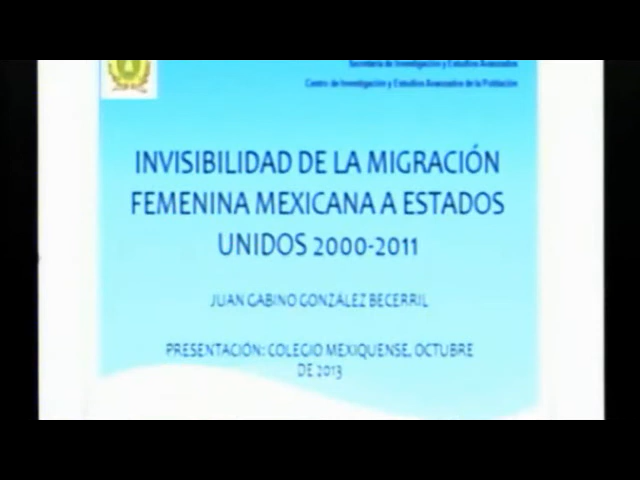 Secretaría de Investigación y Estudios Avanzados
Centro de Investigación y Estudios Avanzados de la Población
INVISIBILIDAD DE LA MIGRACIÓN
FEMENINA MEXICANA A ESTADOS
UNIDOS 2000-2011
JUAN GABINO GONZÁLEZ BECERRIL
PRESENTACIÓN: COLEGIO MEXIQUENSE, OCTUBRE
DE 2013